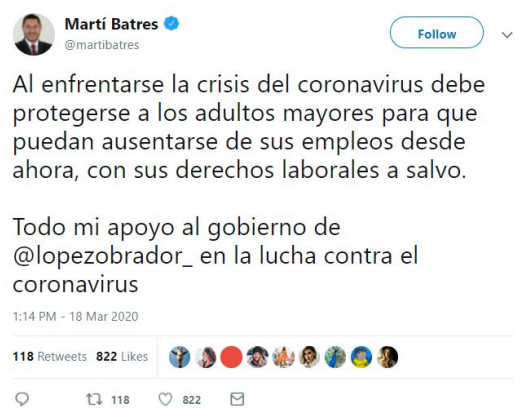 Martí Batres
@martibatres
Follow
Al enfrentarse la crisis del coronavirus debe
protegerse a los adultos mayores para que
puedan ausentarse de sus empleos desde
ahora, con sus derechos laborales a salvo.
Todo mi apoyo al gobierno de
@lopezobrador_ en la lucha contra el
coronavirus
1:14 PM - 18 Mar 2020
118 Retweets 822 Likes
118 822